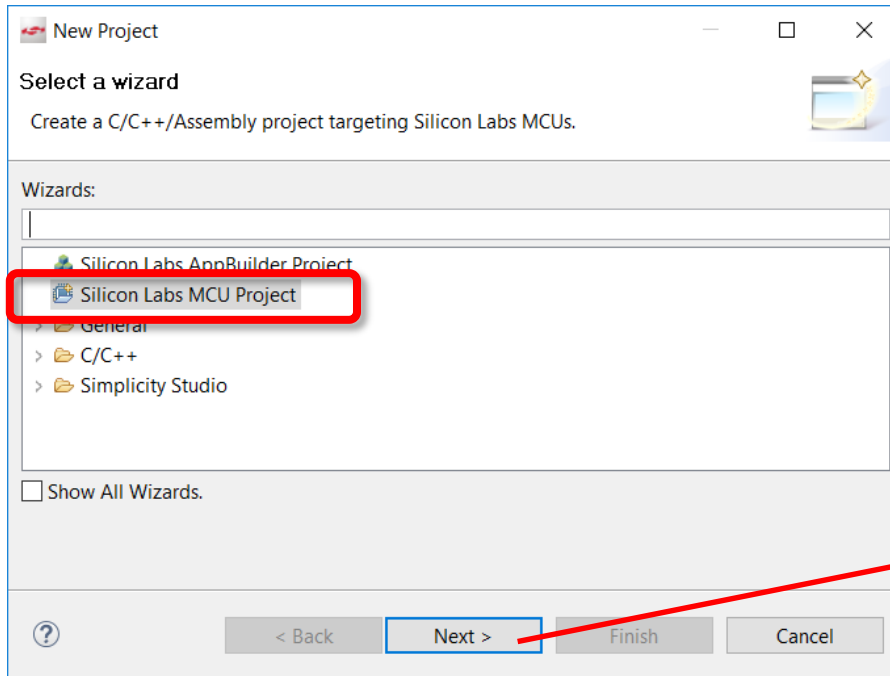 New Project
Select a wizard
Create a C/C++/Assembly project targeting Silicon Labs MCUs.
Wizards:
Silicon Labs AppBuilder Project
Silicon Labs MCU Project
General
C/C++
Simplicity Studio
Show All Wizards.
< Back Next > Finish Cancel